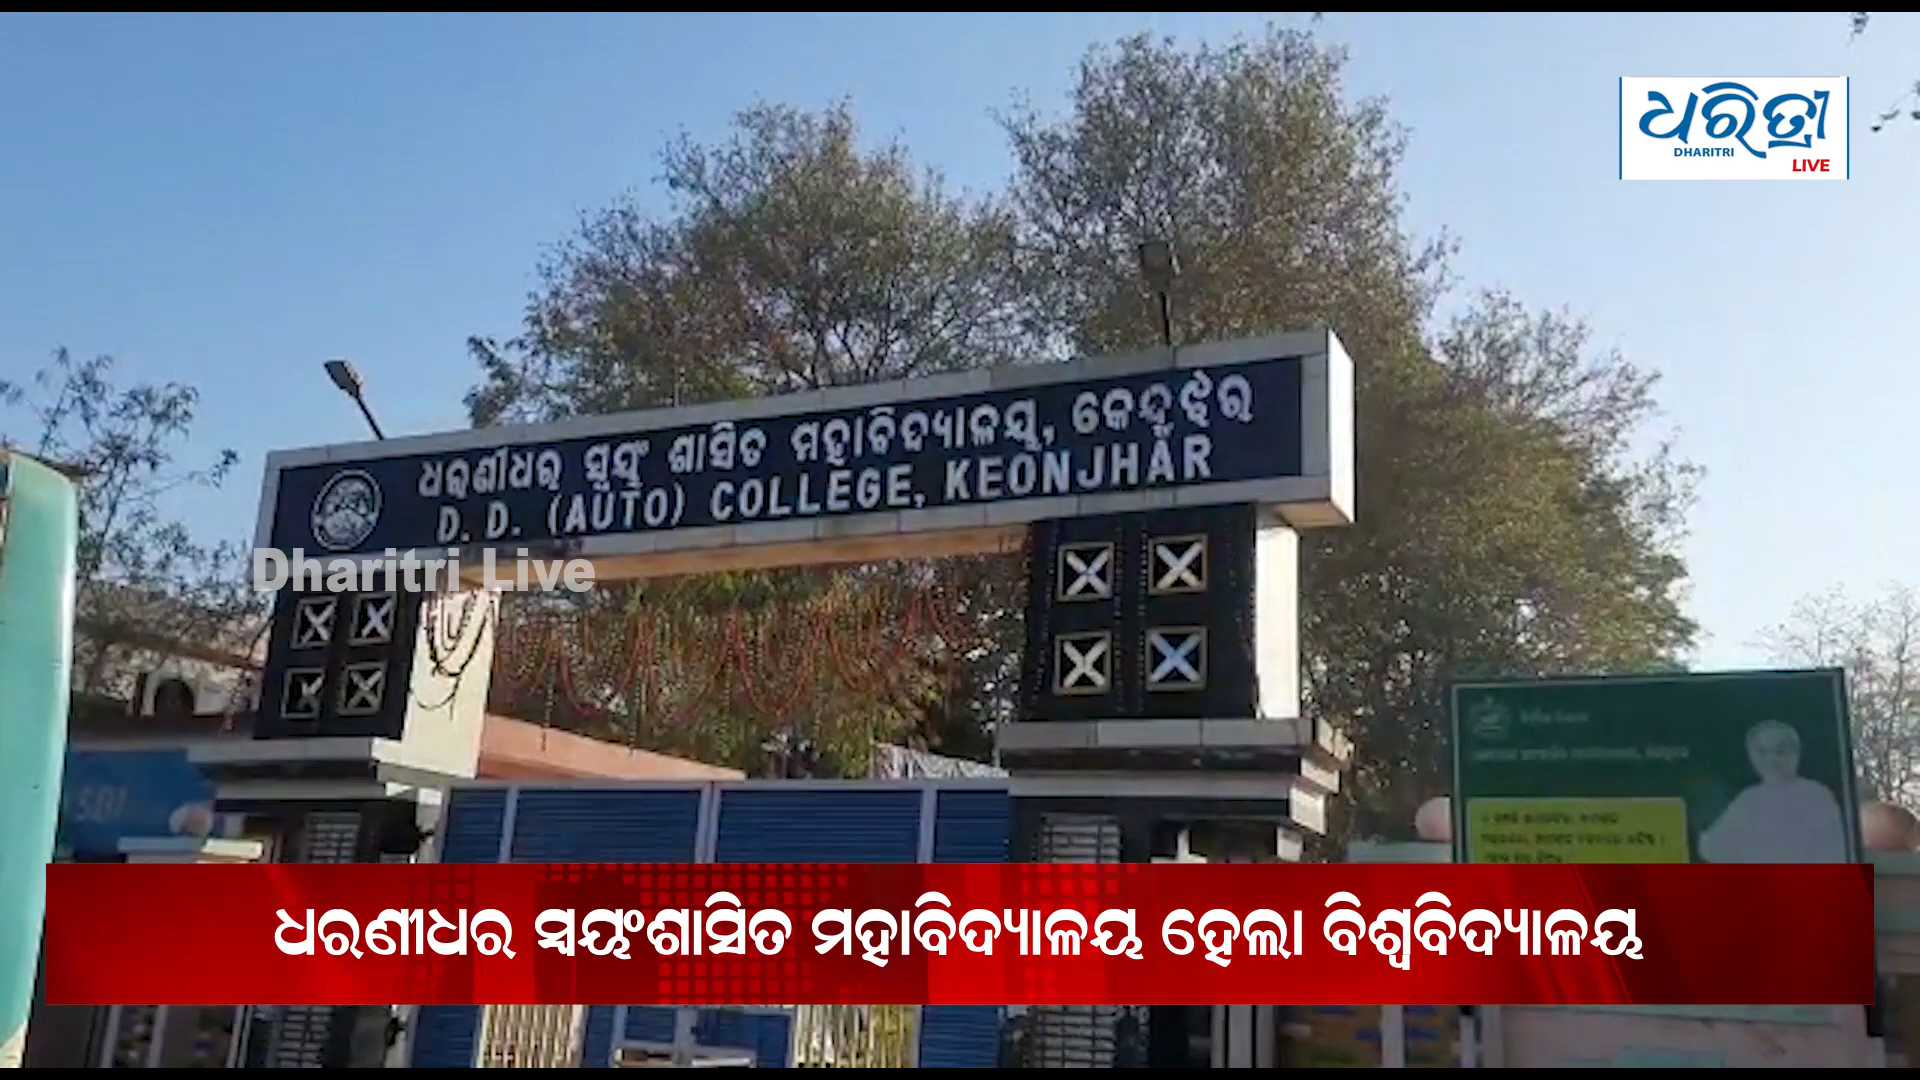 ଧରିତ୍ରୀ
DHARITRI
LIVE
ଧରଣୀଧର ସ୍ୱୟଂ ଶାସିତ ମହାବିଦ୍ୟାଳୟ, କେନ୍ଦୁଝର
D. D. (AUTO) COLLEGE, KEONJHAR
Dharitri Live
SBI
ଧରଣୀଧର ସ୍ୱୟଂଶାସିତ ମହାବିଦ୍ୟାଳୟ ହେଲା ବିଶ୍ୱବିଦ୍ୟାଳୟ